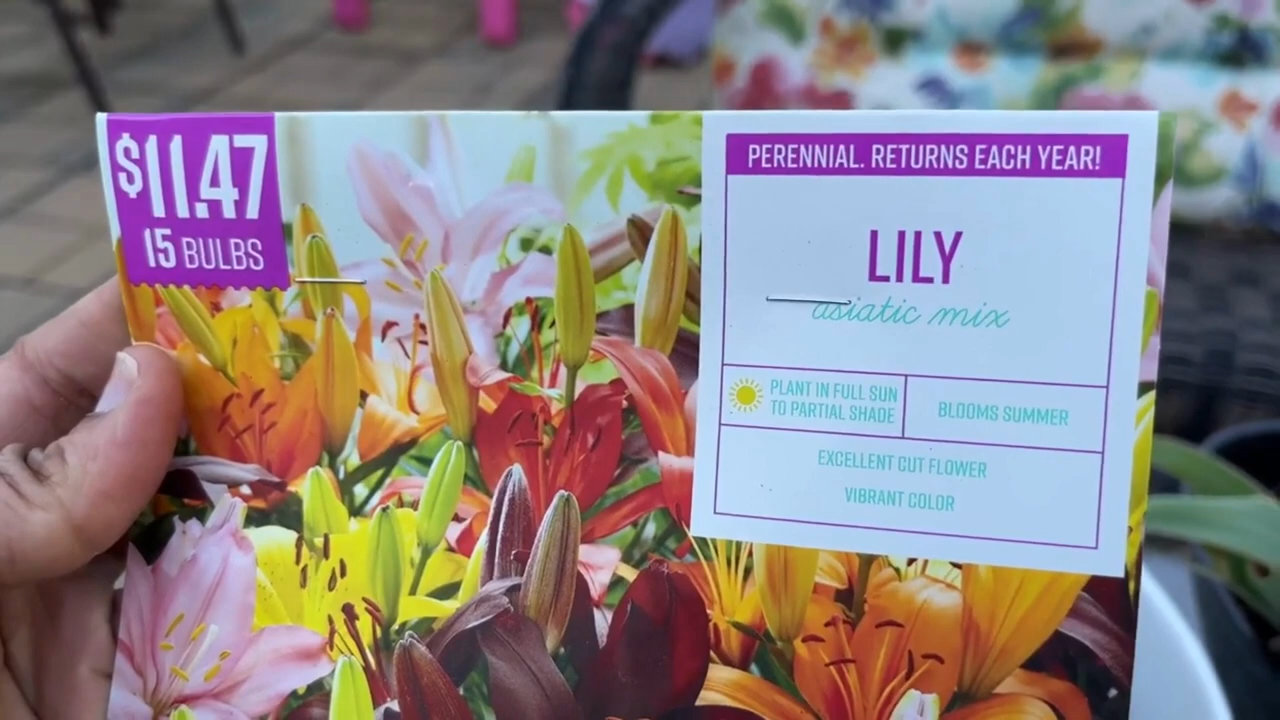 $11.47
15 BULBS
PERENNIAL. RETURNS EACH YEAR!
LILY
asiatic mix
PLANT IN FULL SUN
TO PARTIAL SHADE
BLOOMS SUMMER
EXCELLENT CUT FLOWER
VIBRANT COLOR